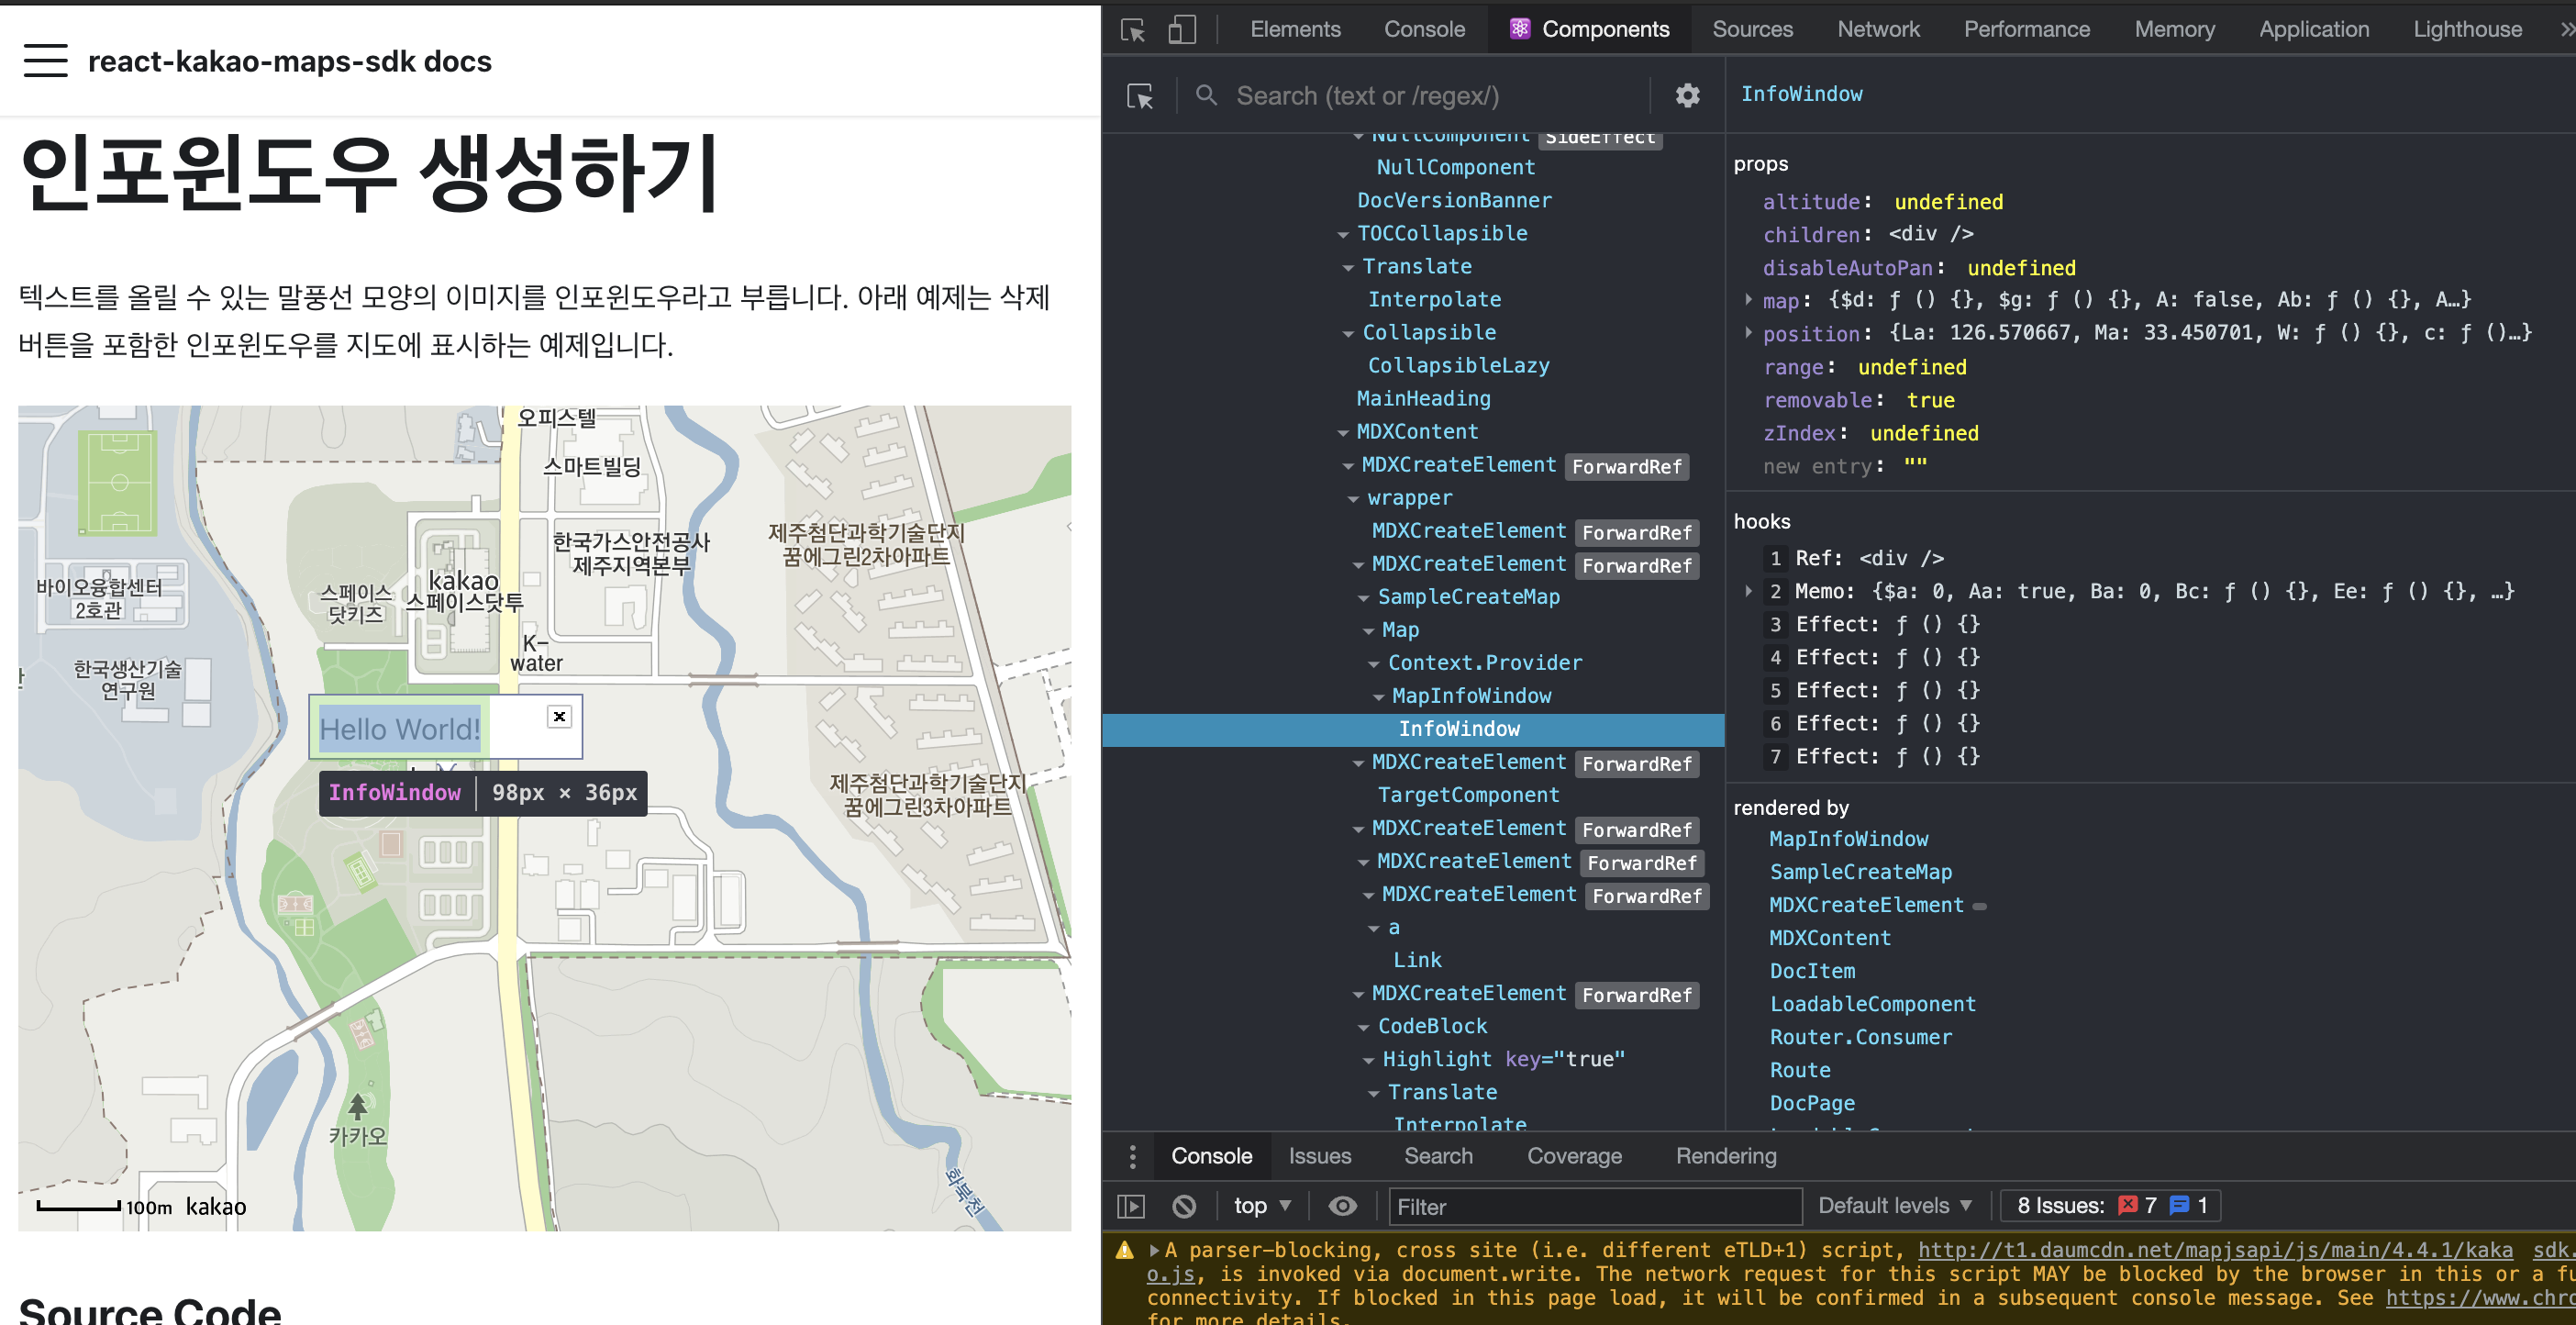 react-kakao-maps-sdk docs
인포윈도우 생성하기
텍스트를 올릴 수 있는 말풍선 모양의 이미지를 인포윈도우라고 부릅니다. 아래 예제는 삭제
버튼을 포함한 인포윈도우를 지도에 표시하는 예제입니다.
오피스텔
스마트빌딩
한국가스안전공사
제주지역본부
제주첨단과학기술단지
꿈에그린2차아파트
바이오융합센터
2호관
스페이스
닷키즈
kakao
스페이스닷투
K-
water
한국생산기술
연구원
Hello World!
InfoWindow 98px × 36px
제주첨단과학기술단지
꿈에그린3차아파트
카카오
화북천
100m kakao
Source Code
Elements Console Components Sources Network Performance Memory Application Lighthouse
Search (text or /regex/)
NullComponent SideEffect
NullComponent
DocVersionBanner
TOCCollapsible
Translate
Interpolate
Collapsible
CollapsibleLazy
MainHeading
MDXContent
MDXCreateElement ForwardRef
wrapper
MDXCreateElement ForwardRef
MDXCreateElement ForwardRef
SampleCreateMap
Map
Context.Provider
MapInfoWindow
InfoWindow
MDXCreateElement ForwardRef
TargetComponent
MDXCreateElement ForwardRef
MDXCreateElement ForwardRef
MDXCreateElement ForwardRef
a
Link
MDXCreateElement ForwardRef
CodeBlock
Highlight key="true"
Translate
Interpolate
InfoWindow
props
altitude: undefined
children: <div />
disableAutoPan: undefined
map: {$d: ƒ () {}, $g: ƒ () {}, A: false, Ab: ƒ () {}, A…}
position: {La: 126.570667, Ma: 33.450701, W: ƒ () {}, c: ƒ ()…}
range: undefined
removable: true
zIndex: undefined
new entry: ""
hooks
1 Ref: <div />
2 Memo: {$a: 0, Aa: true, Ba: 0, Bc: ƒ () {}, Ee: ƒ () {}, …}
3 Effect: ƒ () {}
4 Effect: ƒ () {}
5 Effect: ƒ () {}
6 Effect: ƒ () {}
7 Effect: ƒ () {}
rendered by
MapInfoWindow
SampleCreateMap
MDXCreateElement
MDXContent
DocItem
LoadableComponent
Router.Consumer
Route
DocPage
Console Issues Search Coverage Rendering
top Filter Default levels 8 Issues: 7 1
A parser-blocking, cross site (i.e. different eTLD+1) script, http://t1.daumcdn.net/mapjsapi/js/main/4.4.1/kaka sdk.
o.js, is invoked via document.write. The network request for this script MAY be blocked by the browser in this or a fu
connectivity. If blocked in this page load, it will be confirmed in a subsequent console message. See https://www.chro
for more details.